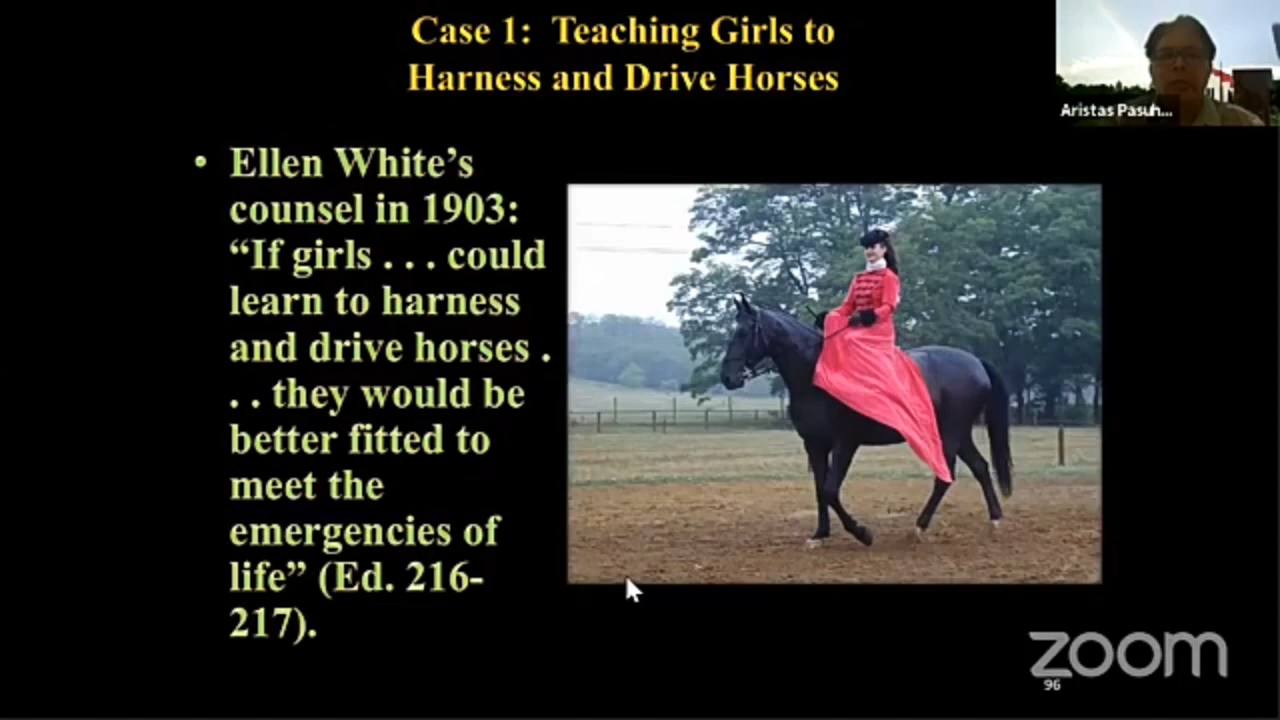 Case 1: Teaching Girls to
Harness and Drive Horses
Aristas Pasuh...
• Ellen White’s
counsel in 1903:
“If girls . . . could
learn to harness
and drive horses .
. . they would be
better fitted to
meet the
emergencies of
life” (Ed. 216-
217).
zoom
96